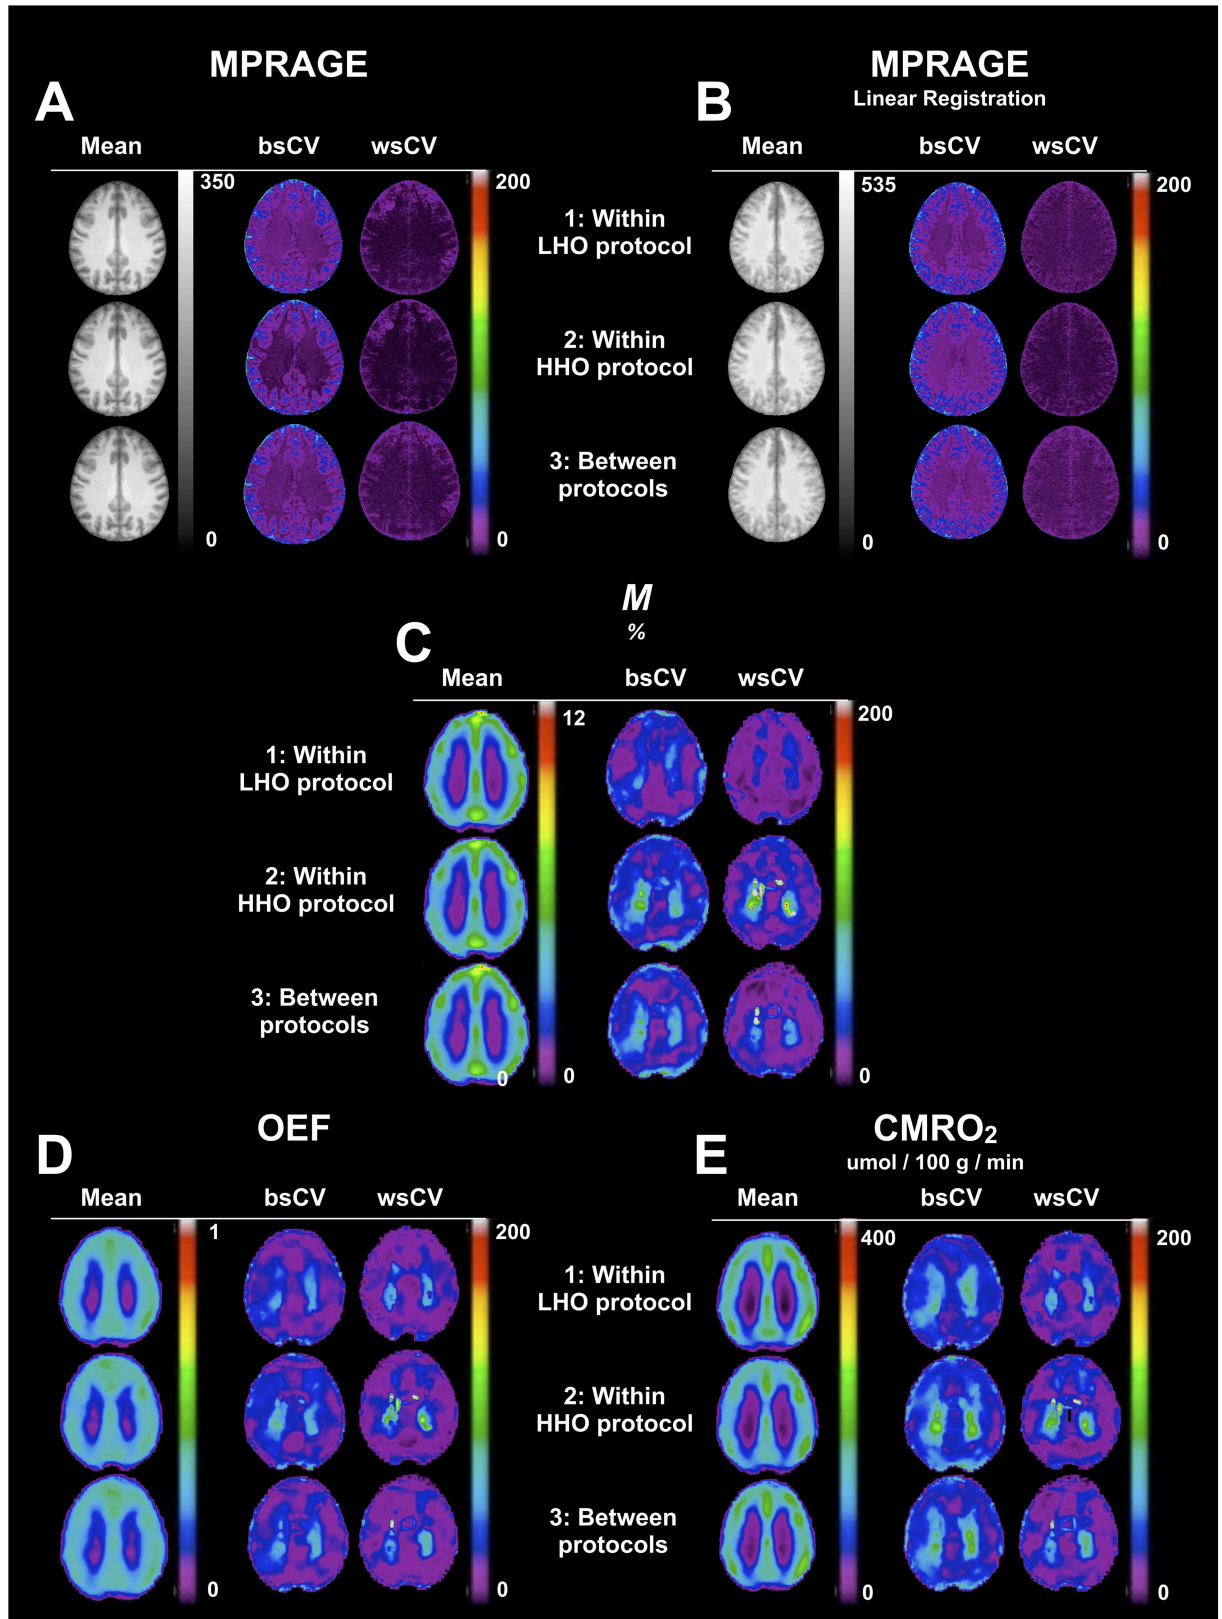 MPRAGE
A
Mean bsCV wsCV
350
200
0
0
MPRAGE
Linear Registration
B
Mean bsCV wsCV
535
200
0
0
1: Within
LHO protocol
2: Within
HHO protocol
3: Between
protocols
M
%
C
Mean bsCV wsCV
12
200
1: Within
LHO protocol
2: Within
HHO protocol
3: Between
protocols
0
0
0
OEF
D
Mean bsCV wsCV
1
200
0
0
CMRO₂
umol / 100 g / min
E
Mean bsCV wsCV
400
200
1: Within
LHO protocol
2: Within
HHO protocol
3: Between
protocols
0
0